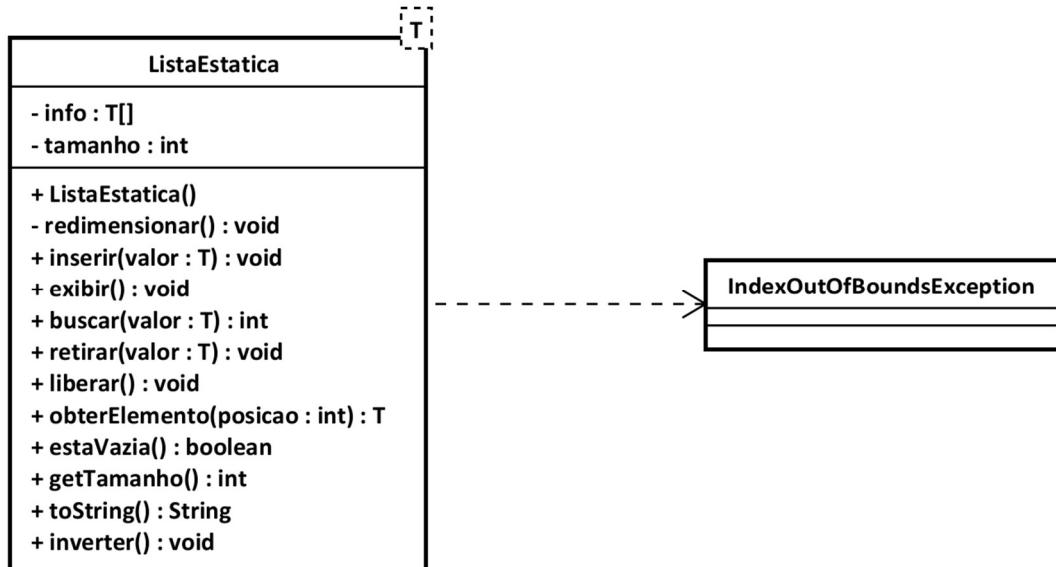 T
ListaEstatica
- info : T[]
- tamanho : int
+ ListaEstatica()
- redimensionar() : void
+ inserir(valor : T) : void
+ exibir() : void
+ buscar(valor : T) : int
+ retirar(valor : T) : void
+ liberar() : void
+ obterElemento(posicao : int) : T
+ estaVazia() : boolean
+ getTamanho() : int
+ toString() : String
+ inverter() : void
IndexOutOfBoundsException